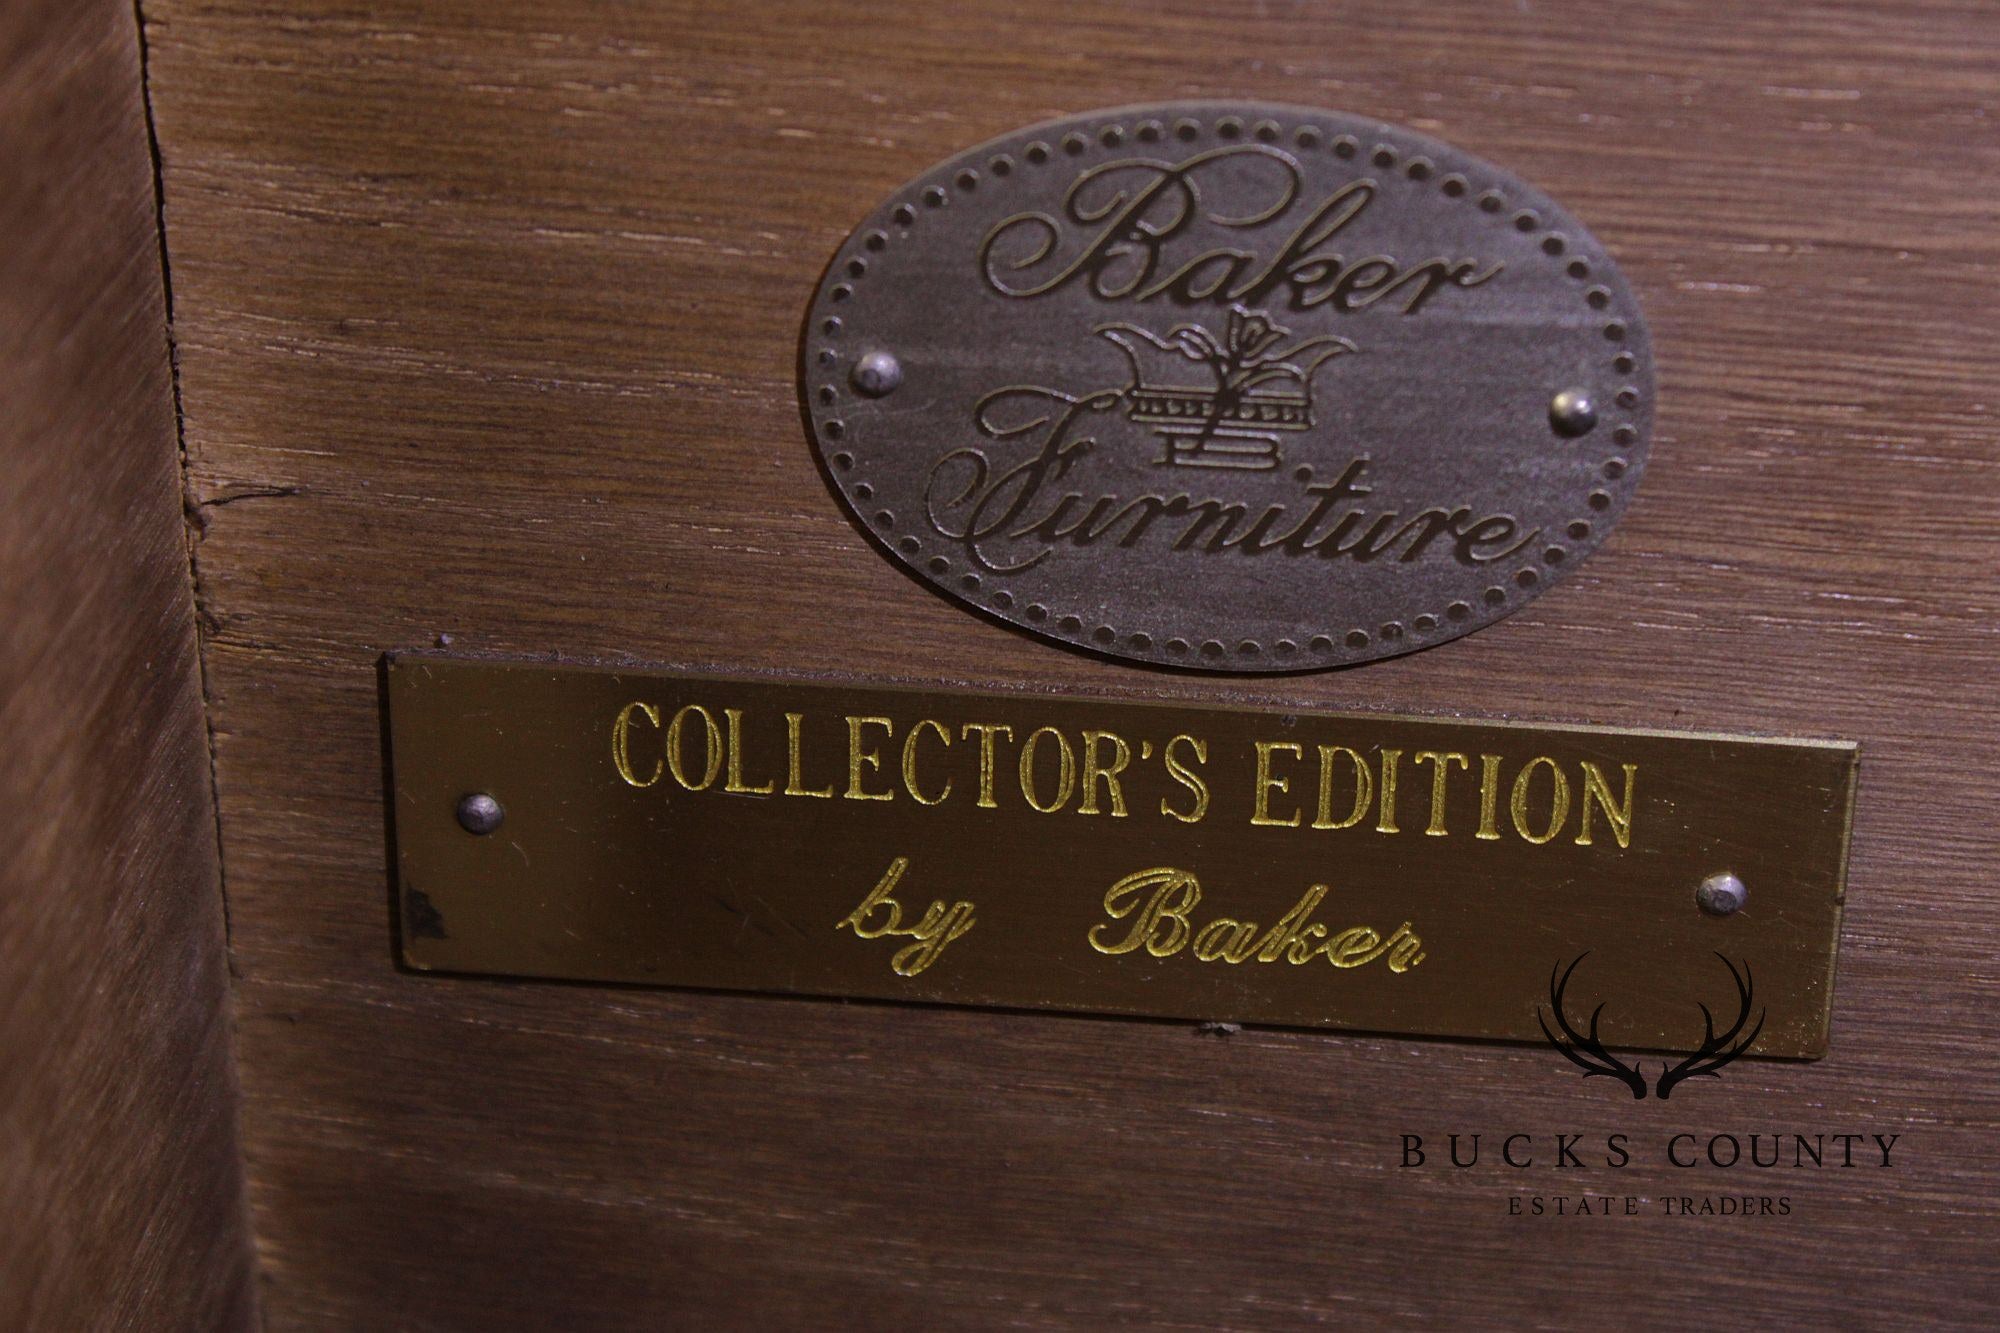 Baker
Furniture
COLLECTOR'S EDITION
by Baker
BUCKS COUNTY
ESTATE TRADERS